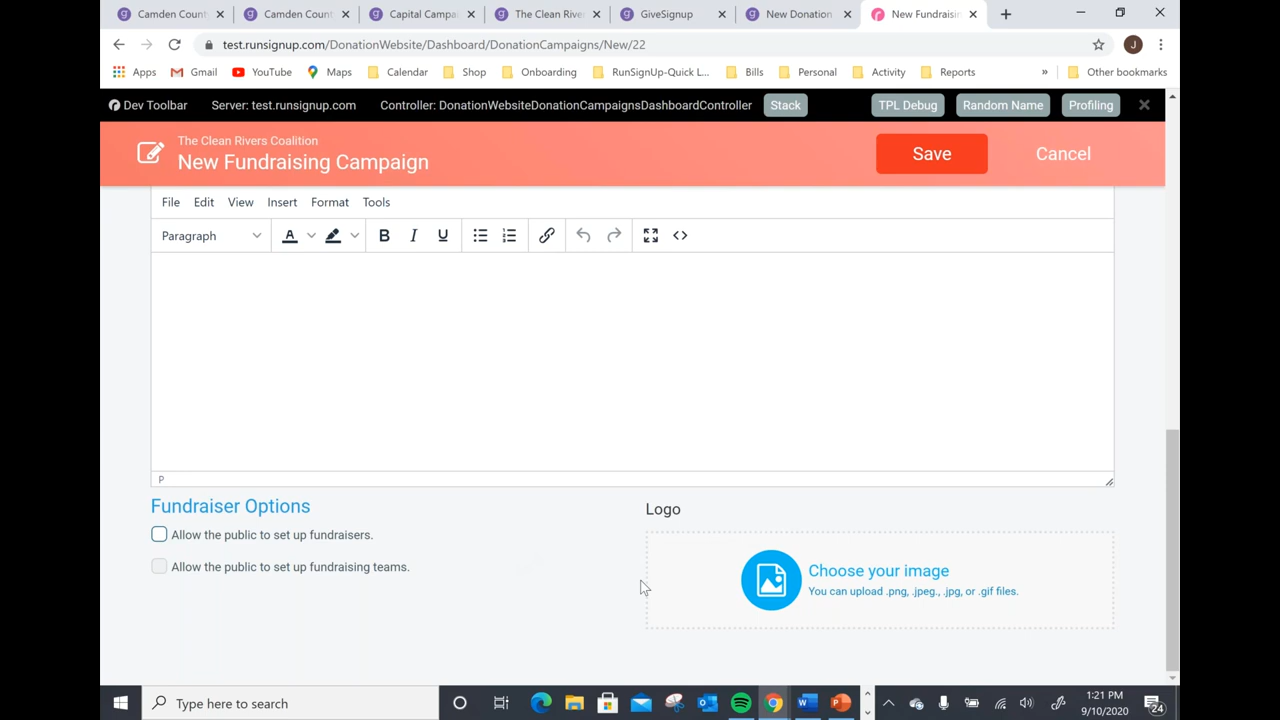 Camden County
Camden Count
Capital Campa
The Clean River
GiveSignup
New Donation
New Fundraisin
test.runsignup.com/DonationWebsite/Dashboard/DonationCampaigns/New/22
J
Apps
Gmail
YouTube
Maps
Calendar
Shop
Onboarding
RunSignUp-Quick L...
Bills
Personal
Activity
Reports
»
Other bookmarks
Dev Toolbar
Server: test.runsignup.com
Controller: DonationWebsiteDonationCampaignsDashboardController
Stack
TPL Debug
Random Name
Profiling
The Clean Rivers Coalition
New Fundraising Campaign
Save
Cancel
File
Edit
View
Insert
Format
Tools
Paragraph
A
B
I
U
P
Fundraiser Options
Allow the public to set up fundraisers.
Allow the public to set up fundraising teams.
Logo
Choose your image
You can upload .png, .jpeg., .jpg, or .gif files.
Type here to search
1:21 PM
9/10/2020
24